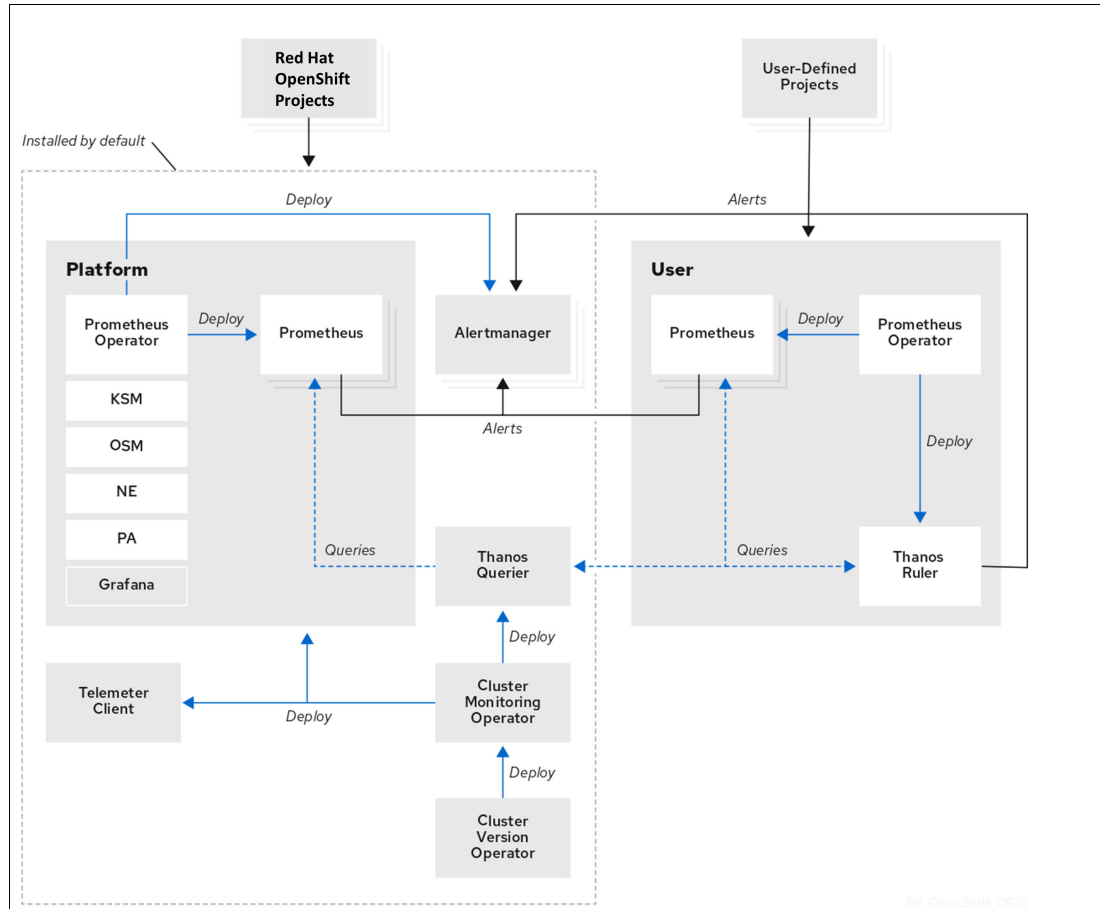 Red Hat
OpenShift
Projects
User-Defined
Projects
Installed by default
Deploy
Alerts
Platform
User
Prometheus
Operator
Deploy
Prometheus
Alertmanager
Prometheus
Deploy
Prometheus
Operator
KSM
Alerts
OSM
Deploy
NE
PA
Queries
Thanos
Querier
Queries
Thanos
Ruler
Grafana
Deploy
Telemeter
Client
Cluster
Monitoring
Operator
Deploy
Deploy
Cluster
Version
Operator
118_OpenShift_0920